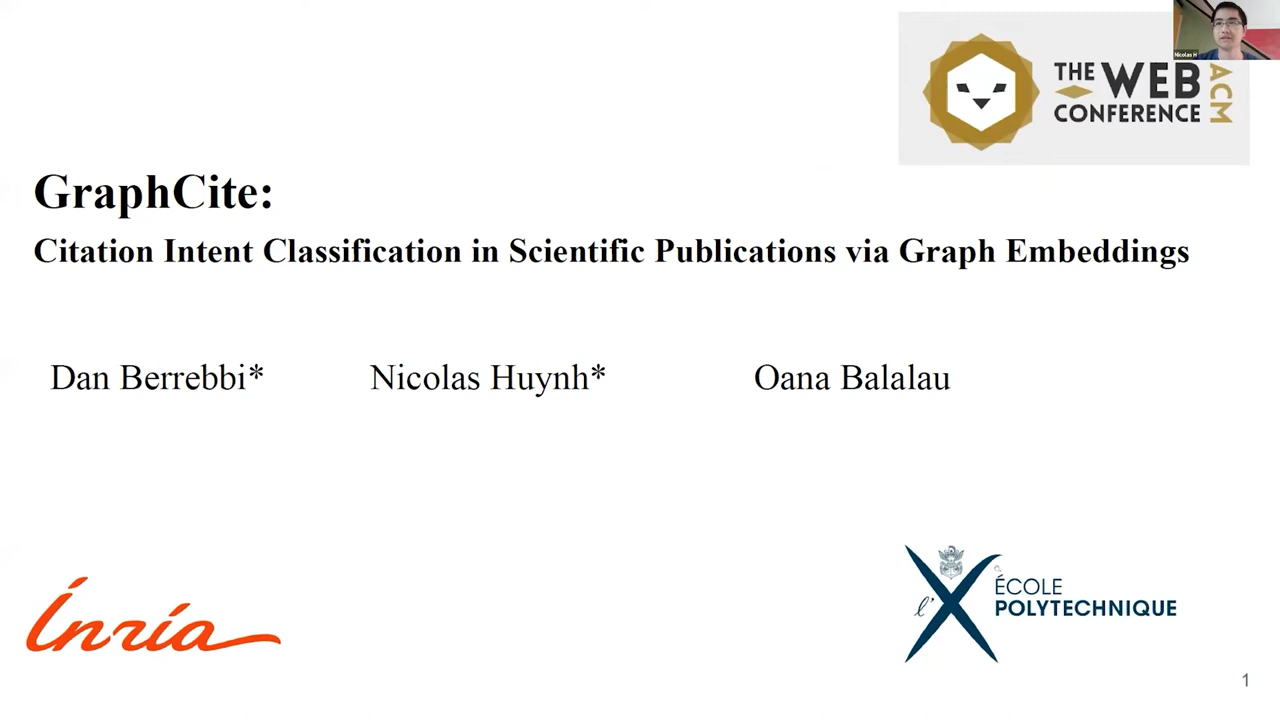 Nicolas H
THE WEB
CONFERENCE
ACM
GraphCite:
Citation Intent Classification in Scientific Publications via Graph Embeddings
Dan Berrebbi*
Nicolas Huynh*
Oana Balalau
Inria
l'X
ÉCOLE
POLYTECHNIQUE
1